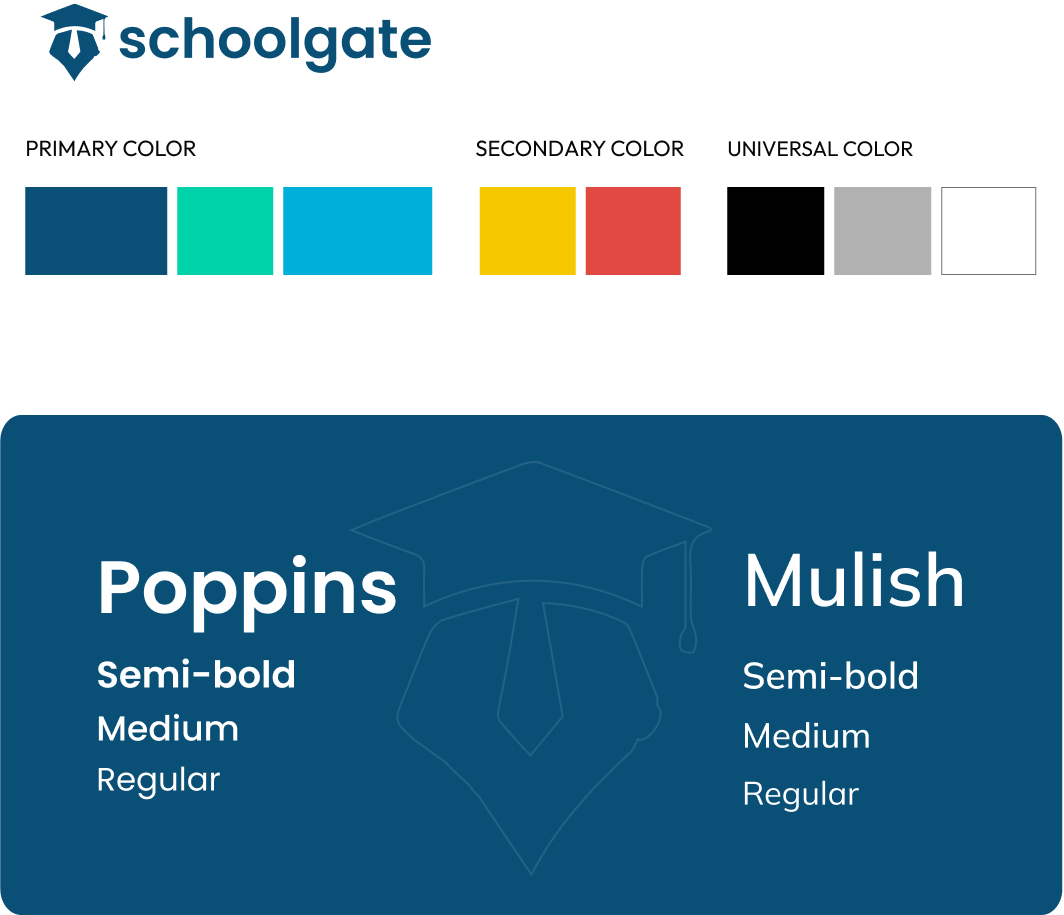 schoolgate
PRIMARY COLOR
SECONDARY COLOR
UNIVERSAL COLOR
Poppins
Semi-bold
Medium
Regular
Mulish
Semi-bold
Medium
Regular